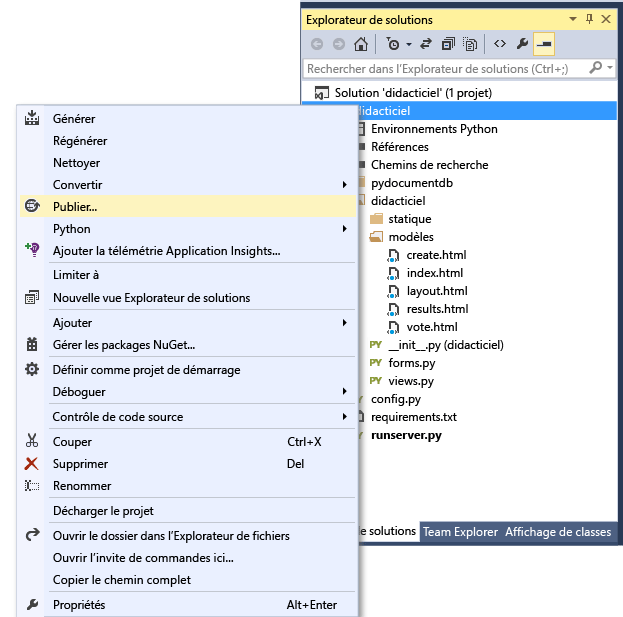 Explorateur de solutions
Rechercher dans l'Explorateur de solutions (Ctrl+;)
Solution 'didacticiel' (1 projet)
didacticiel
Environnements Python
Références
Chemins de recherche
pydocumentdb
didacticiel
statique
modèles
create.html
index.html
layout.html
results.html
vote.html
PY __init__.py (didacticiel)
PY forms.py
PY views.py
config.py
requirements.txt
runserver.py
de solutions Team Explorer Affichage de classes
Générer
Régénérer
Nettoyer
Convertir
Publier...
Python
Ajouter la télémétrie Application Insights...
Limiter à
Nouvelle vue Explorateur de solutions
Ajouter
Gérer les packages NuGet...
Définir comme projet de démarrage
Déboguer
Contrôle de code source
Couper Ctrl+X
Supprimer Del
Renommer
Décharger le projet
Ouvrir le dossier dans l'Explorateur de fichiers
Ouvrir l'invite de commandes ici...
Copier le chemin complet
Propriétés Alt+Enter